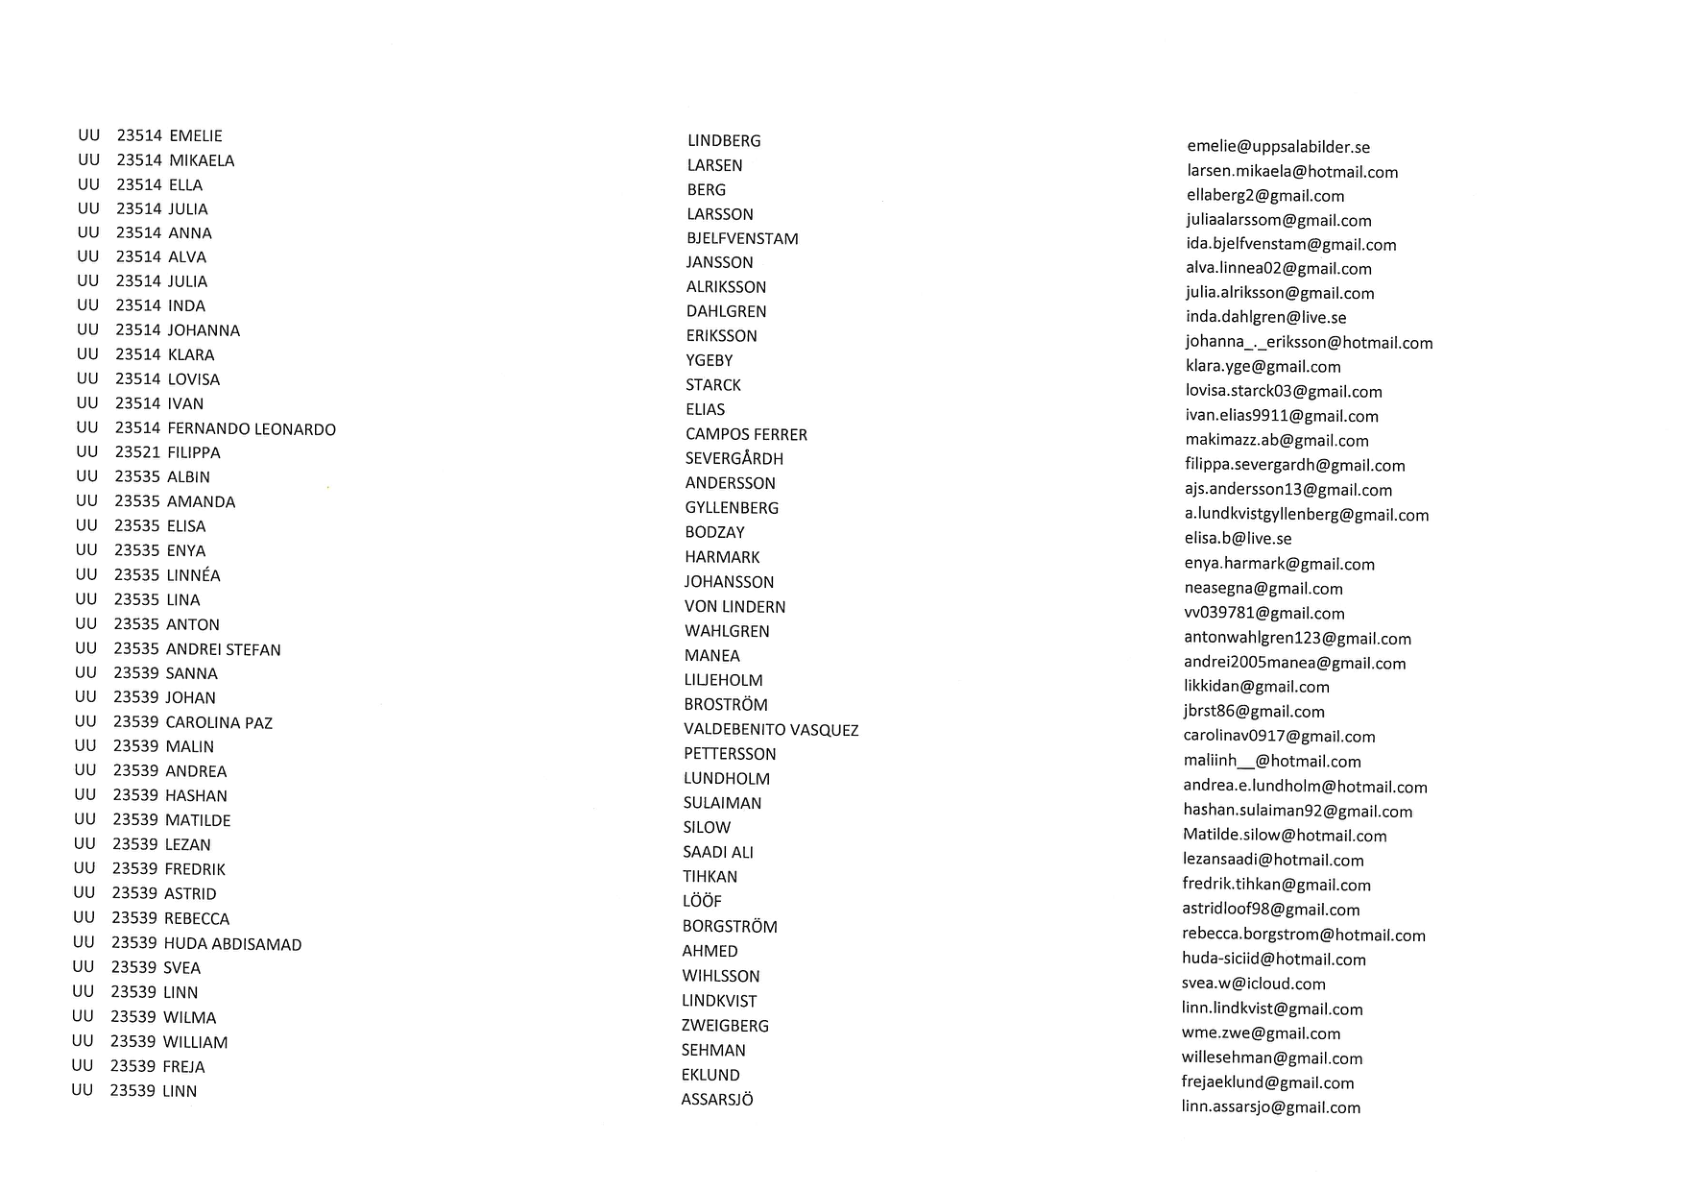 UU 23514 EMELIE LINDBERG emelie@uppsalabilder.se
UU 23514 MIKAELA LARSEN larsen.mikaela@hotmail.com
UU 23514 ELLA BERG ellaberg2@gmail.com
UU 23514 JULIA LARSSON juliaalarssom@gmail.com
UU 23514 ANNA BJELFVENSTAM ida.bjelfvenstam@gmail.com
UU 23514 ALVA JANSSON alva.linnea02@gmail.com
UU 23514 JULIA ALRIKSSON julia.alriksson@gmail.com
UU 23514 INDA DAHLGREN inda.dahlgren@live.se
UU 23514 JOHANNA ERIKSSON johanna_._eriksson@hotmail.com
UU 23514 KLARA YGEBY klara.yge@gmail.com
UU 23514 LOVISA STARCK lovisa.starck03@gmail.com
UU 23514 IVAN ELIAS ivan.elias9911@gmail.com
UU 23514 FERNANDO LEONARDO CAMPOS FERRER makimazz.ab@gmail.com
UU 23521 FILIPPA SEVERGÅRDH filippa.severgardh@gmail.com
UU 23535 ALBIN ANDERSSON ajs.andersson13@gmail.com
UU 23535 AMANDA GYLLENBERG a.lundkvistgyllenberg@gmail.com
UU 23535 ELISA BODZAY elisa.b@live.se
UU 23535 ENYA HARMARK enya.harmark@gmail.com
UU 23535 LINNÉA JOHANSSON neasegna@gmail.com
UU 23535 LINA VON LINDERN vv039781@gmail.com
UU 23535 ANTON WAHLGREN antonwahlgren123@gmail.com
UU 23535 ANDREI STEFAN MANEA andrei2005manea@gmail.com
UU 23539 SANNA LILJEHOLM likkidan@gmail.com
UU 23539 JOHAN BROSTRÖM jbrst86@gmail.com
UU 23539 CAROLINA PAZ VALDEBENITO VASQUEZ carolinav0917@gmail.com
UU 23539 MALIN PETTERSSON maliinh__@hotmail.com
UU 23539 ANDREA LUNDHOLM andrea.e.lundholm@hotmail.com
UU 23539 HASHAN SULAIMAN hashan.sulaiman92@gmail.com
UU 23539 MATILDE SILOW Matilde.silow@hotmail.com
UU 23539 LEZAN SAADI ALI lezansaadi@hotmail.com
UU 23539 FREDRIK TIHKAN fredrik.tihkan@gmail.com
UU 23539 ASTRID LÖÖF astridloof98@gmail.com
UU 23539 REBECCA BORGSTRÖM rebecca.borgstrom@hotmail.com
UU 23539 HUDA ABDISAMAD AHMED huda-siciid@hotmail.com
UU 23539 SVEA WIHLSSON svea.w@icloud.com
UU 23539 LINN LINDKVIST linn.lindkvist@gmail.com
UU 23539 WILMA ZWEIGBERG wme.zwe@gmail.com
UU 23539 WILLIAM SEHMAN willesehman@gmail.com
UU 23539 FREJA EKLUND frejaeklund@gmail.com
UU 23539 LINN ASSARSJÖ linn.assarsjo@gmail.com